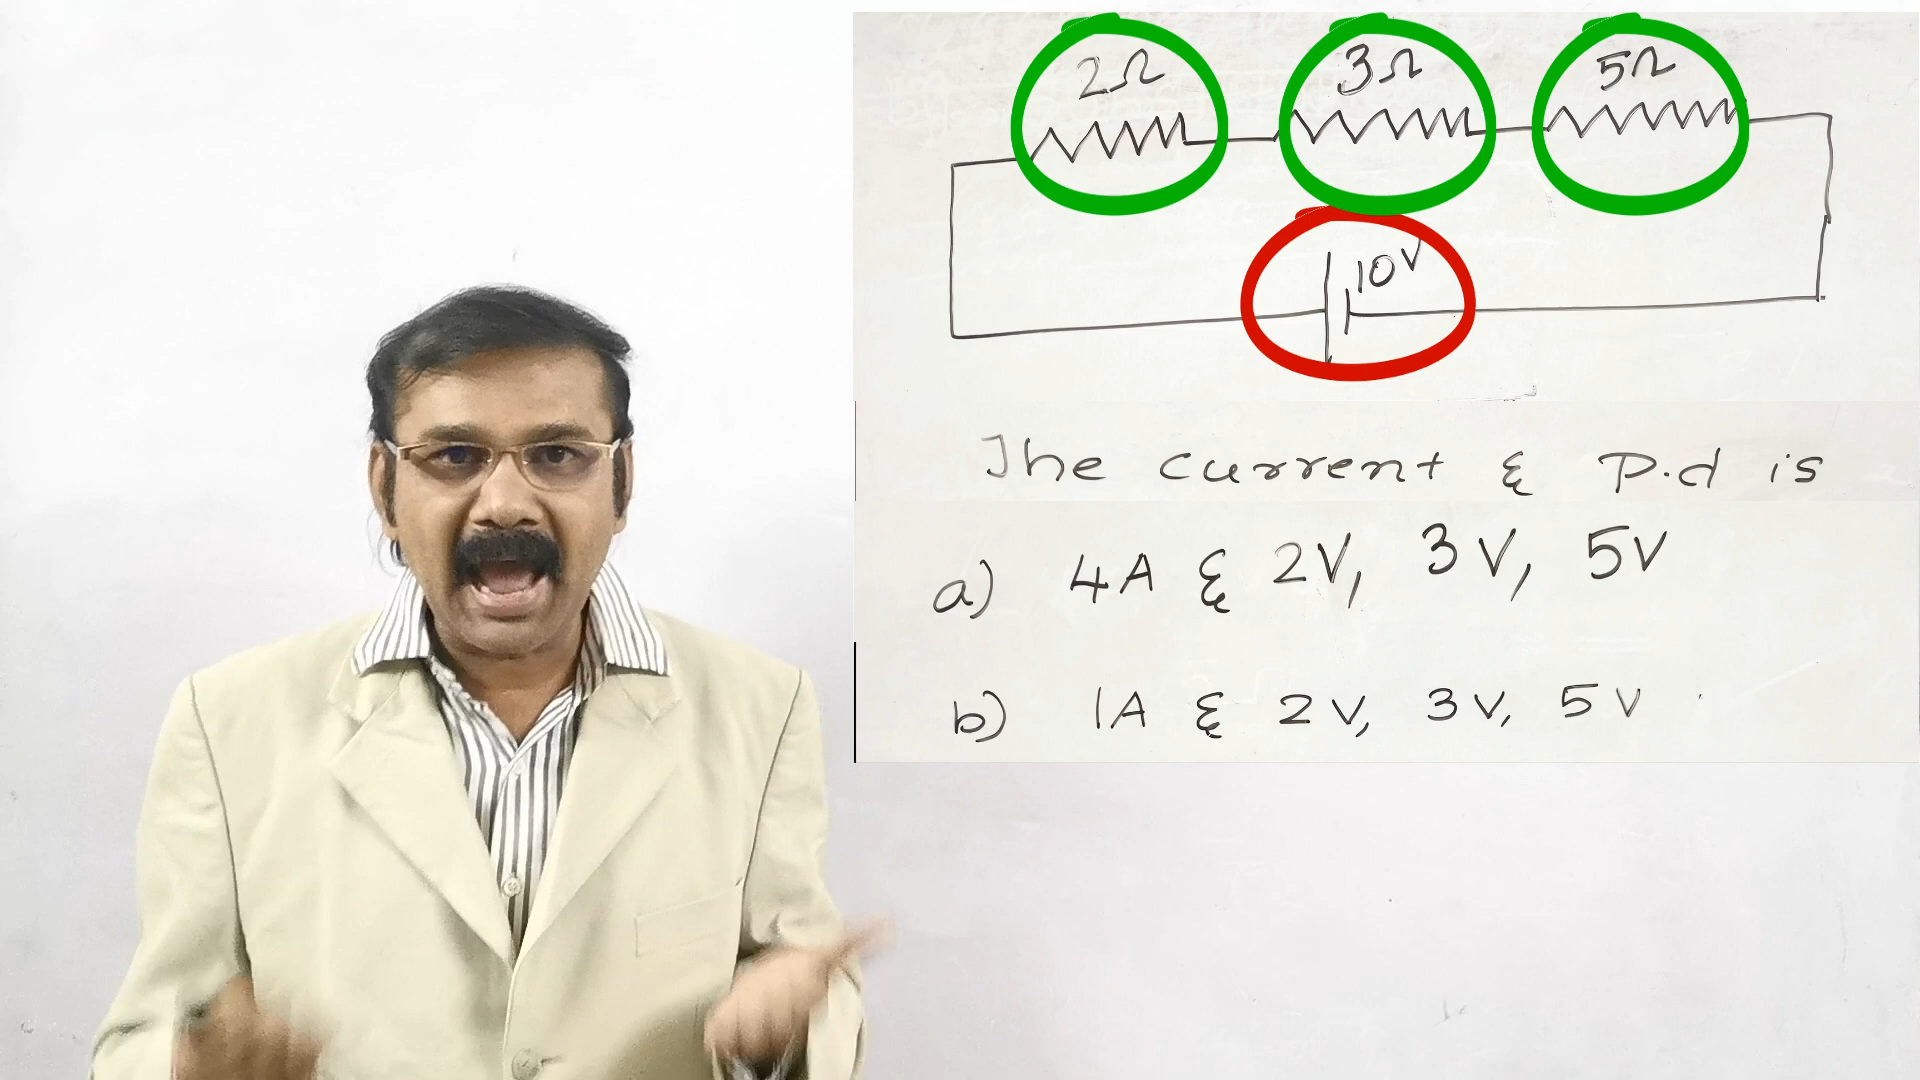 2Ω 3Ω 5Ω
10V
The current & P.d is
a) 4A & 2V, 3V, 5V
b) 1A & 2V, 3V, 5V